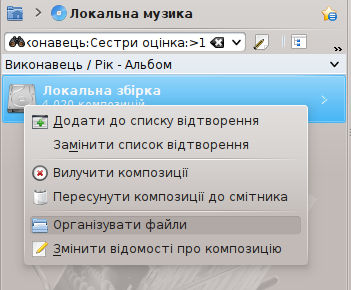 Локальна музика
конавець:Сестри оцінка:>1
Виконавець / Рік - Альбом
Локальна збірка
4 020 композицій
Додати до списку відтворення
Замінити список відтворення
Вилучити композиції
Пересунути композиції до смітника
Організувати файли
Змінити відомості про композицію